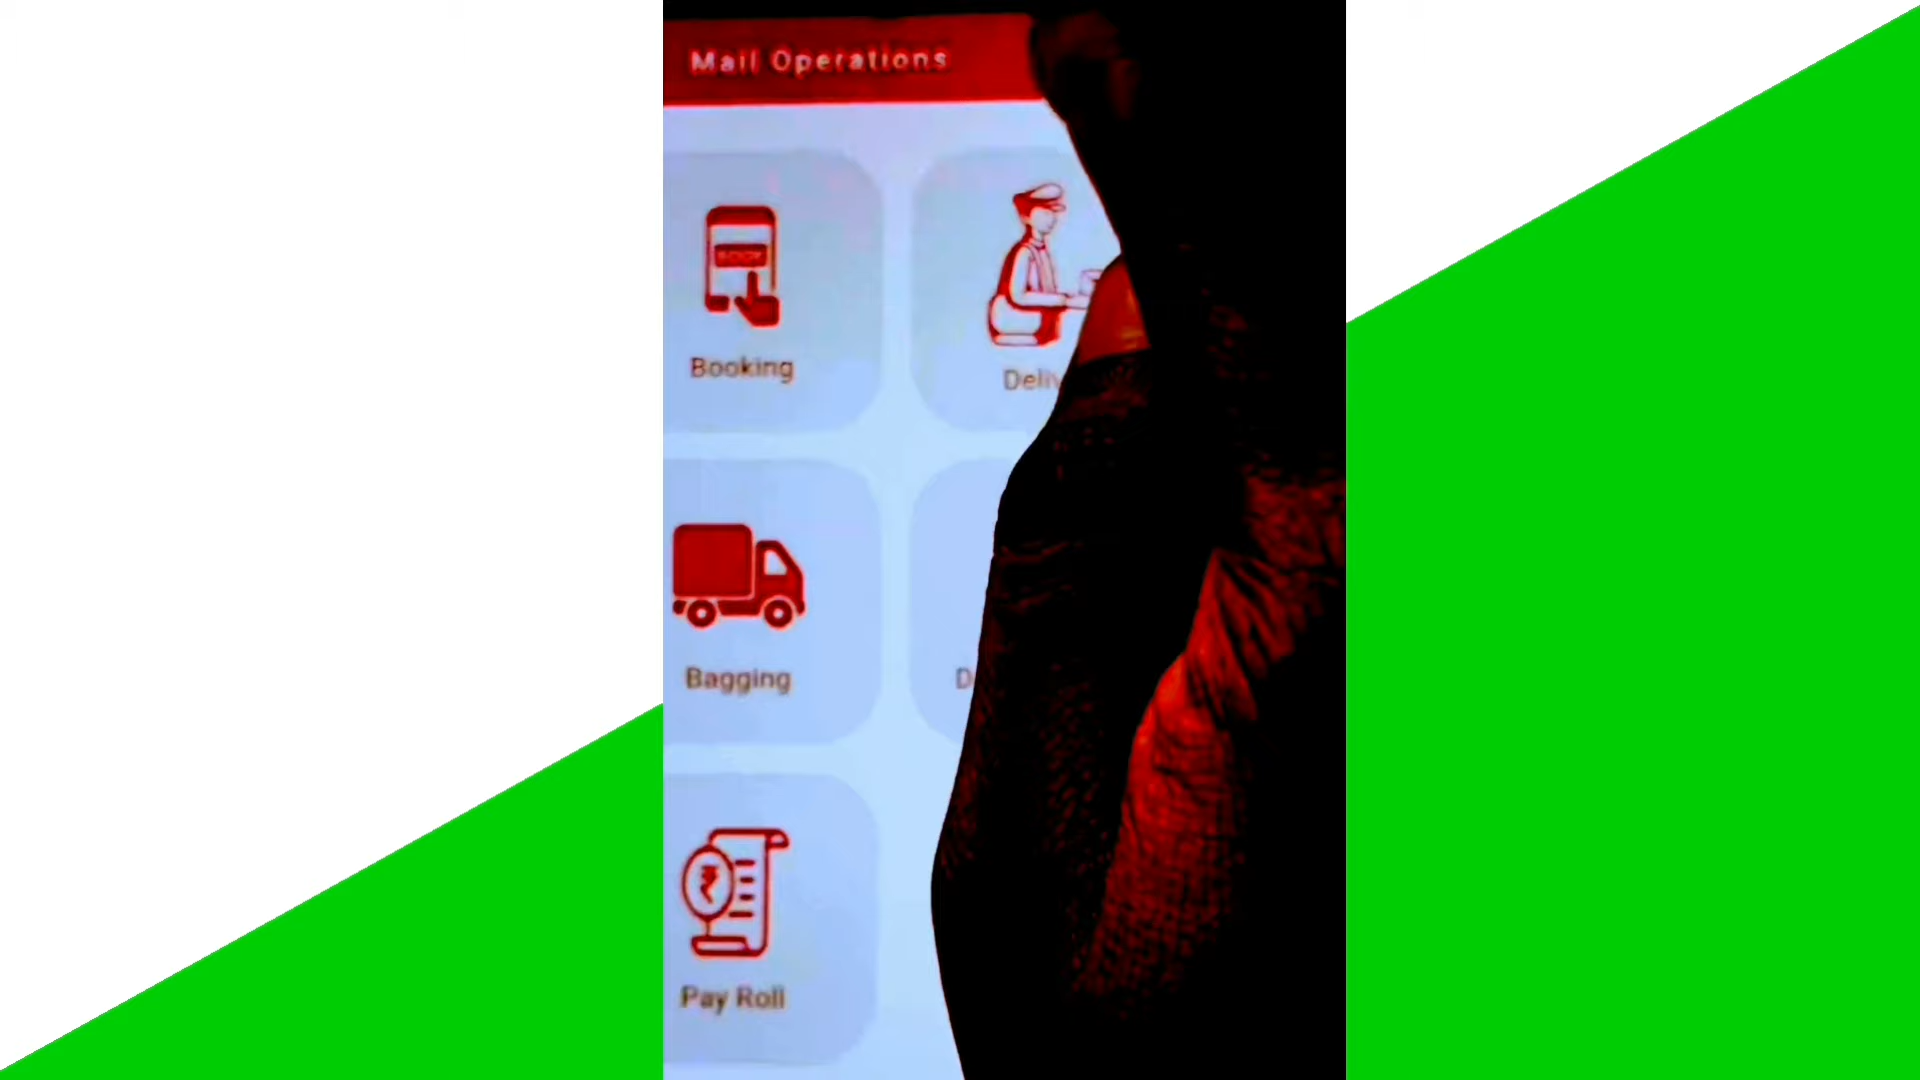 Mail Operations
Booking
Bagging
Pay Roll